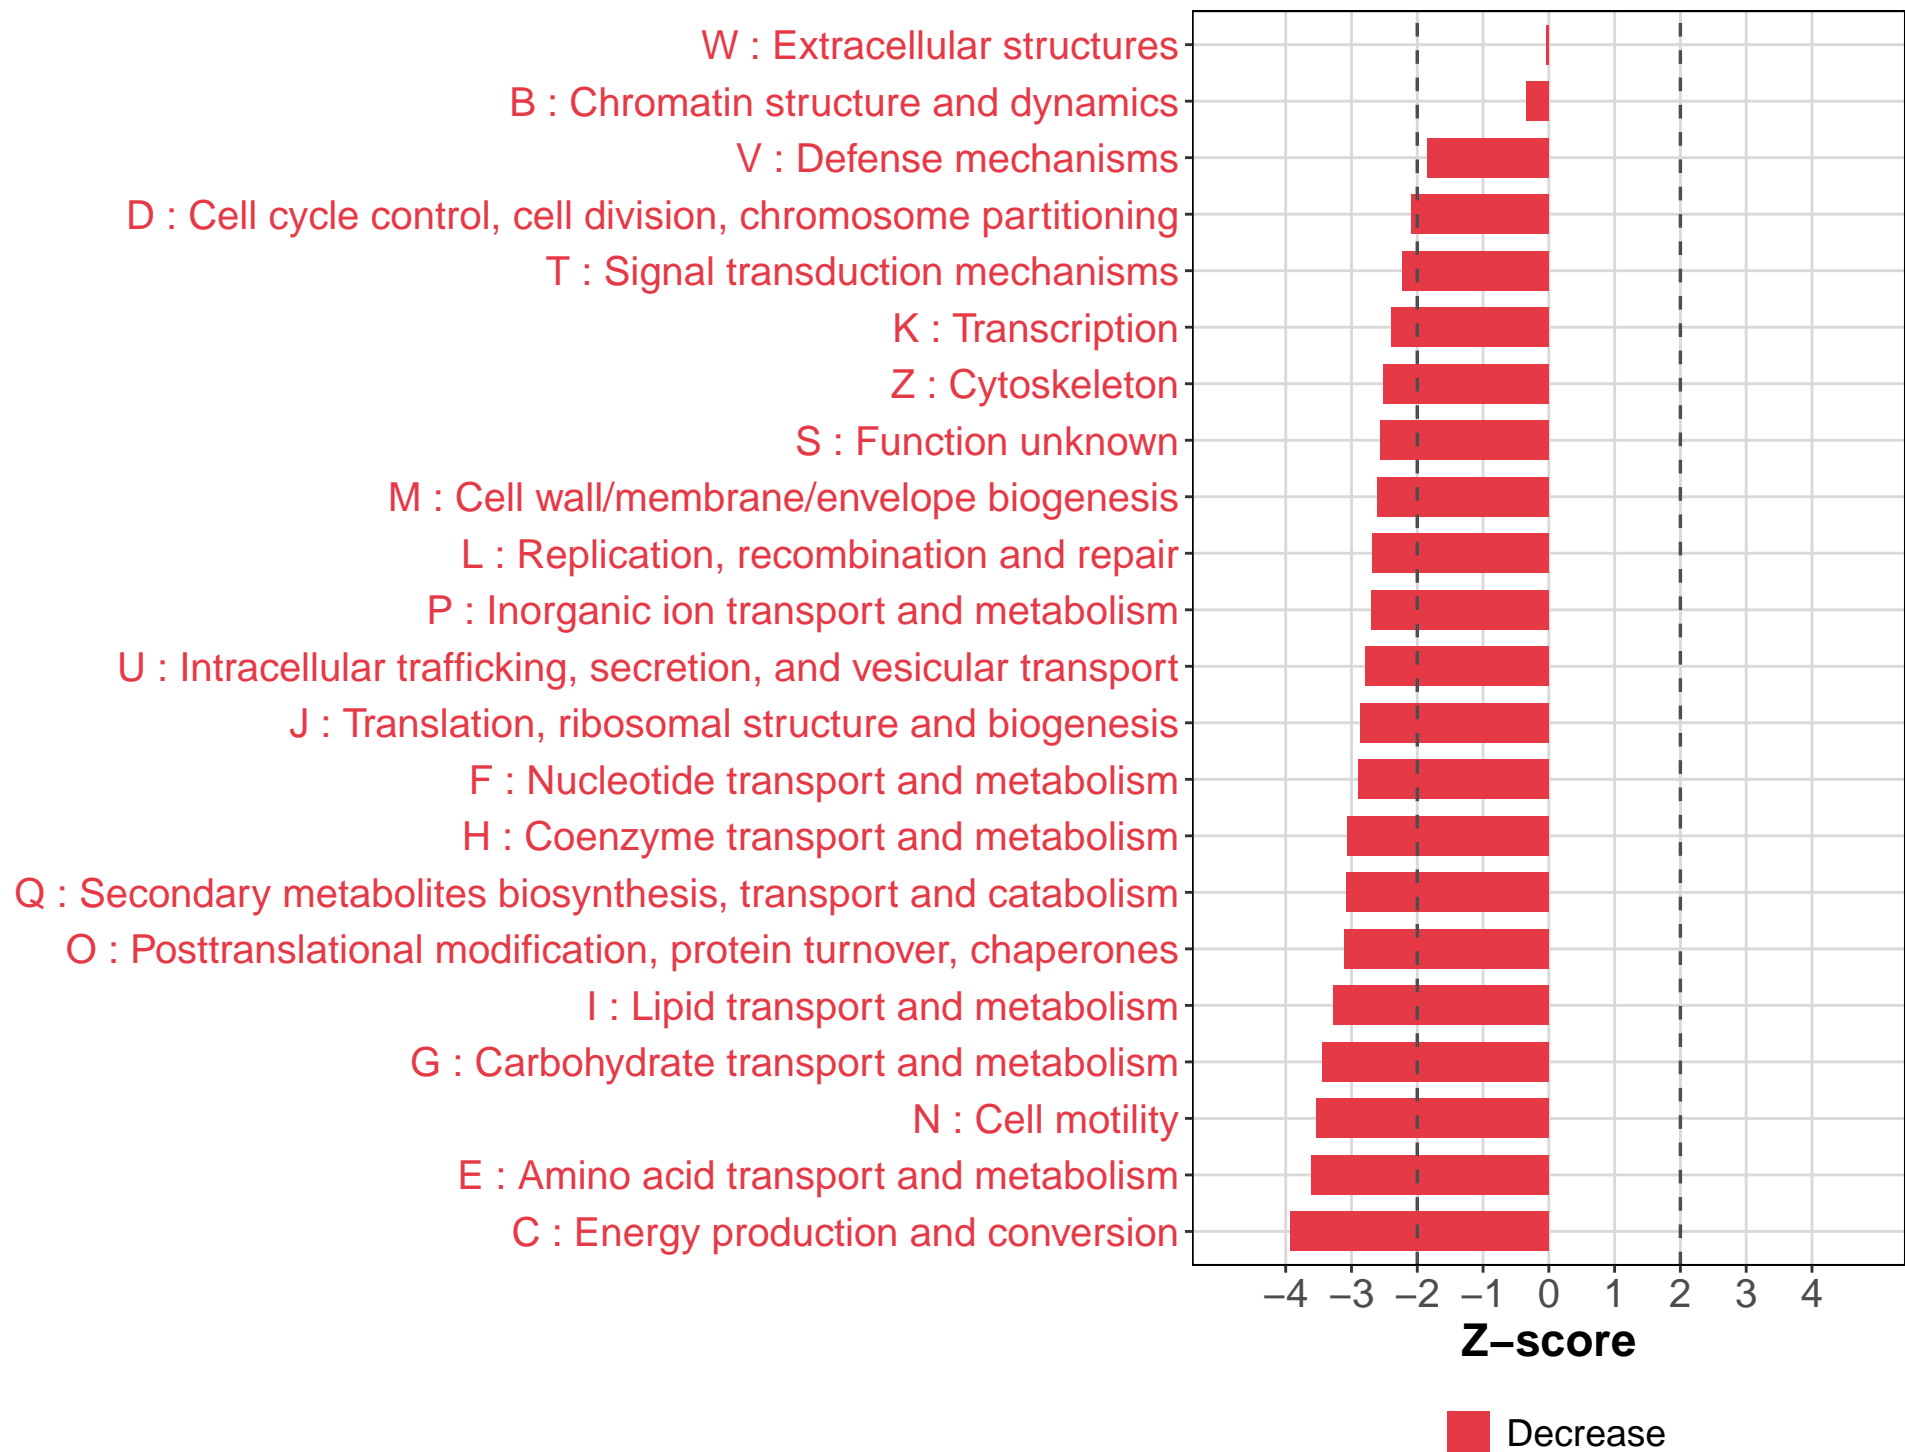 W : Extracellular structures
B : Chromatin structure and dynamics
V : Defense mechanisms
D : Cell cycle control, cell division, chromosome partitioning
T : Signal transduction mechanisms
K : Transcription
Z : Cytoskeleton
S : Function unknown
M : Cell wall/membrane/envelope biogenesis
L : Replication, recombination and repair
P : Inorganic ion transport and metabolism
U : Intracellular trafficking, secretion, and vesicular transport
J : Translation, ribosomal structure and biogenesis
F : Nucleotide transport and metabolism
H : Coenzyme transport and metabolism
Q : Secondary metabolites biosynthesis, transport and catabolism
O : Posttranslational modification, protein turnover, chaperones
I : Lipid transport and metabolism
G : Carbohydrate transport and metabolism
N : Cell motility
E : Amino acid transport and metabolism
C : Energy production and conversion
−4 −3 −2 −1 0 1 2 3 4
Z−score
Decrease